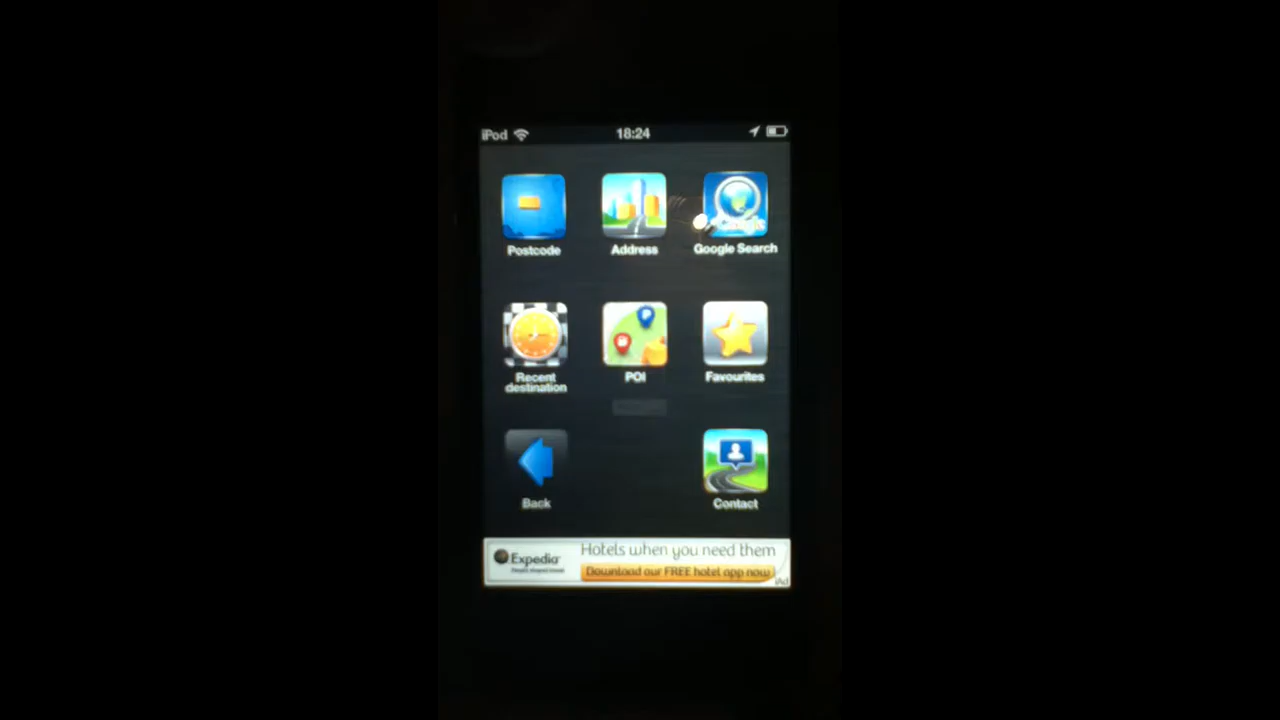 iPod 18:24
Postcode Address Google Search
Recent
destination
POI Favourites
Back Contact
Expedia Hotels when you need them
Download our FREE hotel app now
iAd